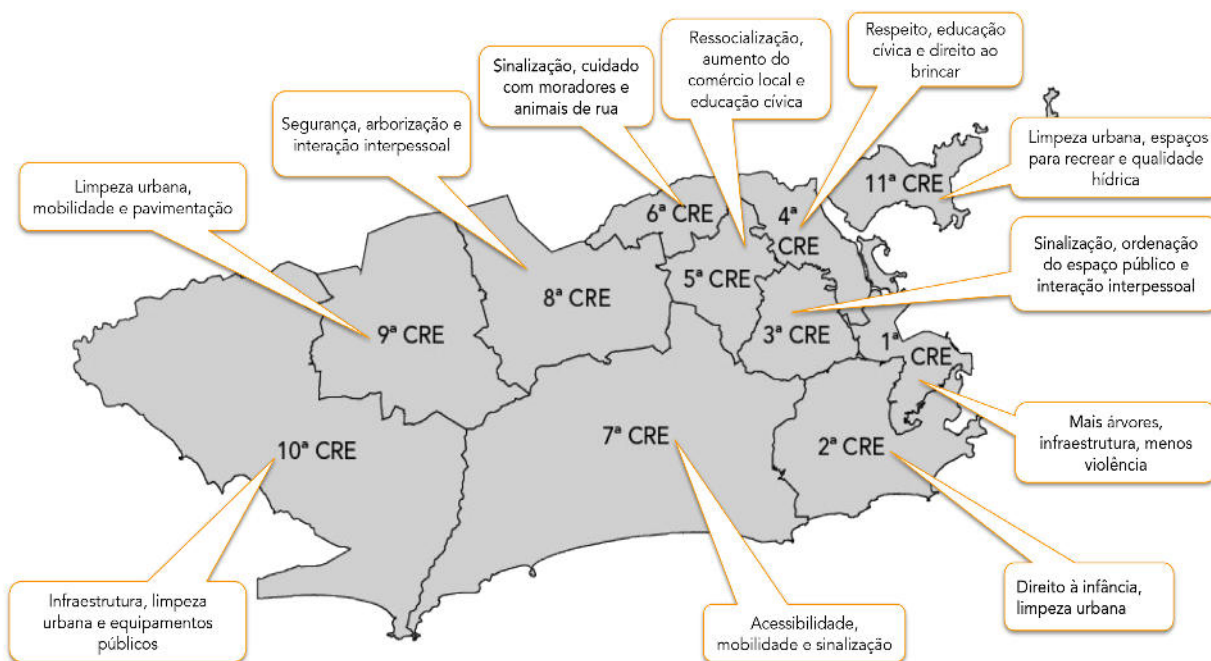 Ressocialização,
aumento do
comércio local e
educação cívica
Respeito, educação
cívica e direito ao
brincar
Sinalização, cuidado
com moradores e
animais de rua
Segurança, arborização e
interação interpessoal
Limpeza urbana, espaços
para recrear e qualidade
hídrica
Limpeza urbana,
mobilidade e pavimentação
11ª CRE
6ª CRE
4ª
CRE
Sinalização, ordenação
do espaço público e
interação interpessoal
5ª CRE
8ª CRE
9ª CRE
3ª CRE
1ª
CRE
Mais árvores,
infraestrutura, menos
violência
7ª CRE
10ª CRE
2ª CRE
Infraestrutura, limpeza
urbana e equipamentos
públicos
Acessibilidade,
mobilidade e sinalização
Direito à infância,
limpeza urbana